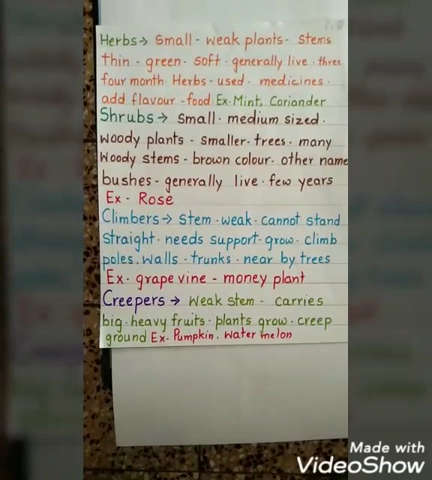 Herbs → Small - weak plants - stems
thin - green - soft - generally live - three
four month Herbs - used - medicines -
add flavour - food Ex. Mint, Coriander
Shrubs → small - medium sized -
woody plants - smaller - trees - many
woody stems - brown colour - other name
bushes - generally live - few years
Ex - Rose
Climbers → stem - weak - cannot stand
straight - needs support - grow - climb
poles, walls - trunks - near by trees
Ex - grape vine - money plant
Creepers → weak stem - carries
big - heavy fruits - plants grow - creep
ground Ex. Pumpkin, water melon
Made with
VideoShow